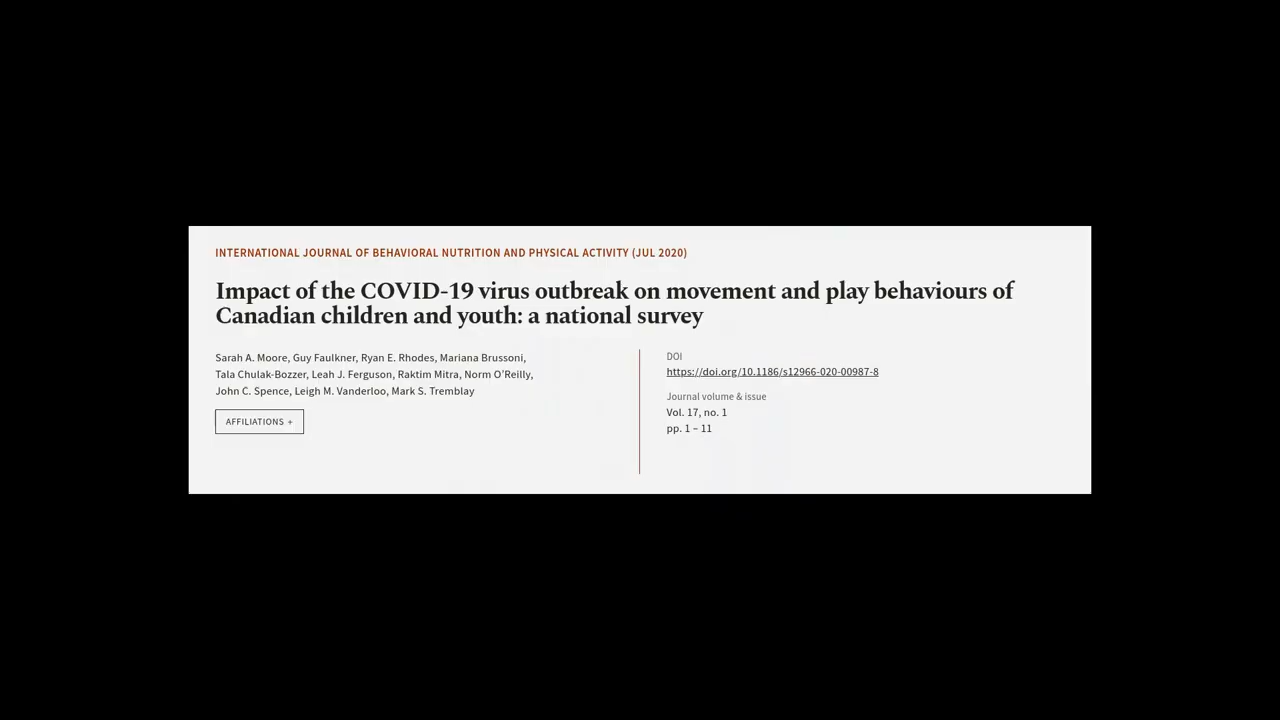 INTERNATIONAL JOURNAL OF BEHAVIORAL NUTRITION AND PHYSICAL ACTIVITY (JUL 2020)
Impact of the COVID-19 virus outbreak on movement and play behaviours of
Canadian children and youth: a national survey
Sarah A. Moore, Guy Faulkner, Ryan E. Rhodes, Mariana Brussoni,
Tala Chulak-Bozzer, Leah J. Ferguson, Raktim Mitra, Norm O’Reilly,
John C. Spence, Leigh M. Vanderloo, Mark S. Tremblay
AFFILIATIONS +
DOI
https://doi.org/10.1186/s12966-020-00987-8
Journal volume & issue
Vol. 17, no. 1
pp. 1 – 11